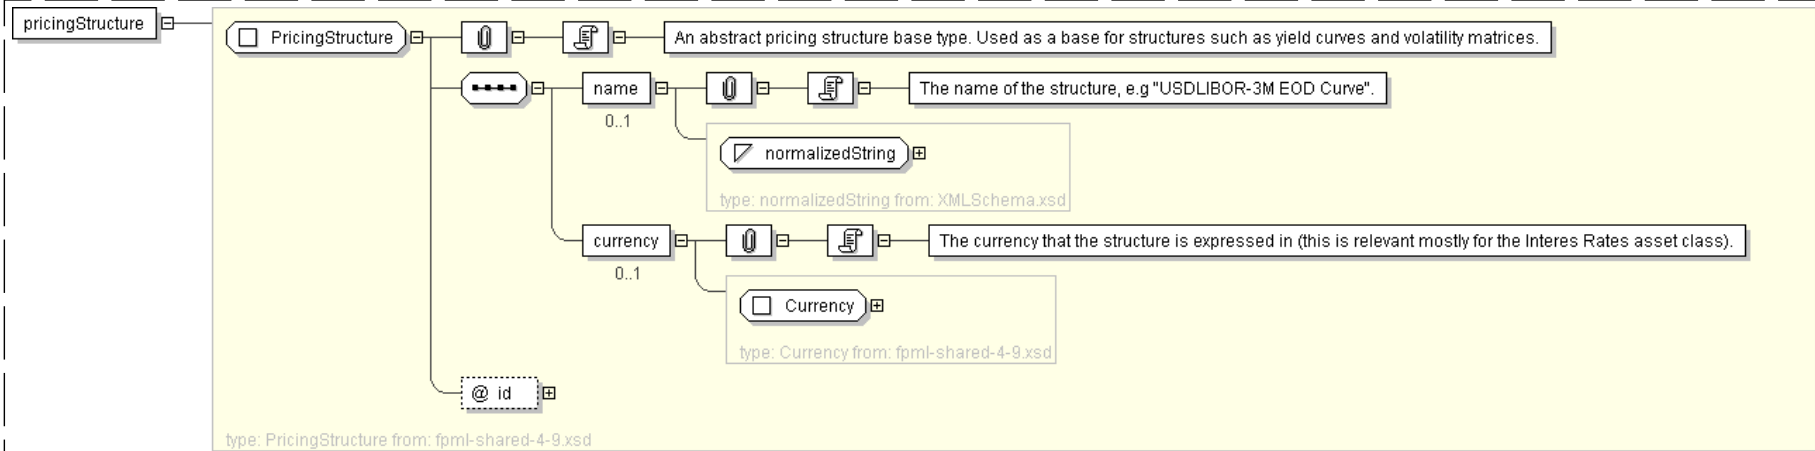 pricingStructure
PricingStructure
An abstract pricing structure base type. Used as a base for structures such as yield curves and volatility matrices.
name
The name of the structure, e.g "USDLIBOR-3M EOD Curve".
0..1
normalizedString
type: normalizedString from: XMLSchema.xsd
currency
The currency that the structure is expressed in (this is relevant mostly for the Interes Rates asset class).
0..1
Currency
type: Currency from: fpml-shared-4-9.xsd
@ id
type: PricingStructure from: fpml-shared-4-9.xsd